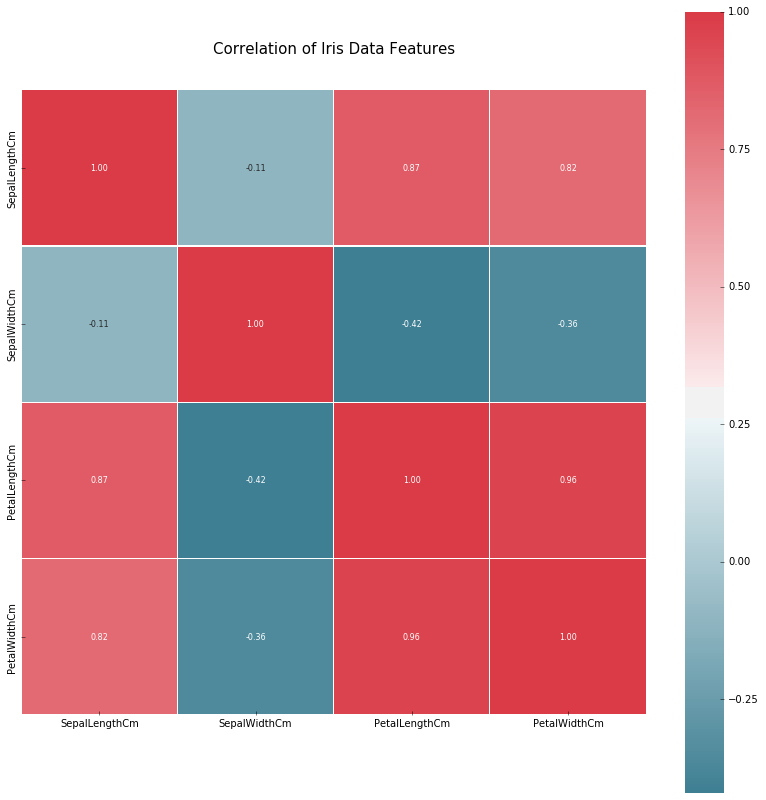 Correlation of Iris Data Features
SepalLengthCm
1.00 -0.11 0.87 0.82
SepalWidthCm
-0.11 1.00 -0.42 -0.36
PetalLengthCm
0.87 -0.42 1.00 0.96
PetalWidthCm
0.82 -0.36 0.96 1.00
SepalLengthCm SepalWidthCm PetalLengthCm PetalWidthCm
1.00
0.75
0.50
0.25
0.00
−0.25